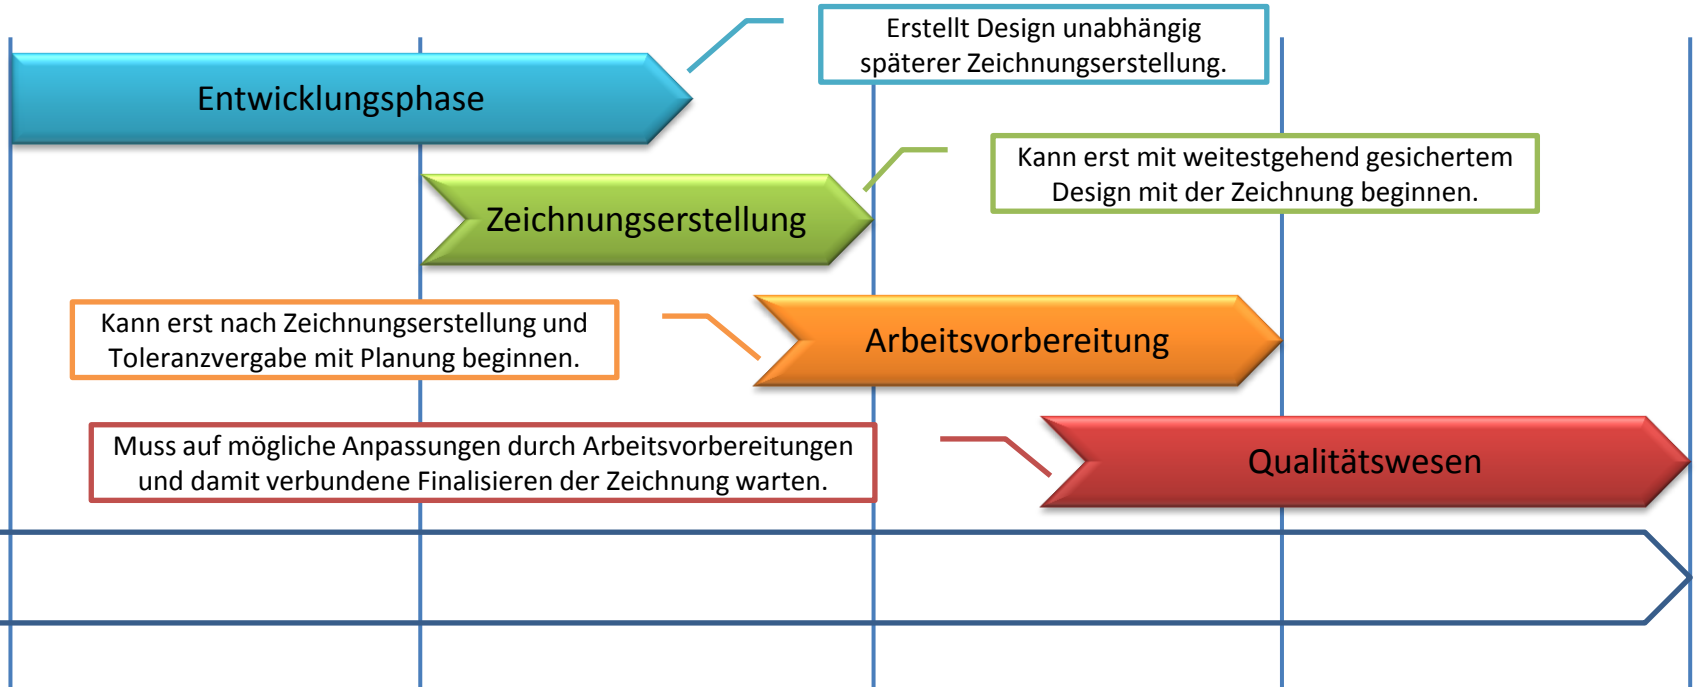 Erstellt Design unabhängig
späterer Zeichnungserstellung.
Entwicklungsphase
Kann erst mit weitestgehend gesichertem
Design mit der Zeichnung beginnen.
Zeichnungserstellung
Kann erst nach Zeichnungserstellung und
Toleranzvergabe mit Planung beginnen.
Arbeitsvorbereitung
Muss auf mögliche Anpassungen durch Arbeitsvorbereitungen
und damit verbundene Finalisieren der Zeichnung warten.
Qualitätswesen